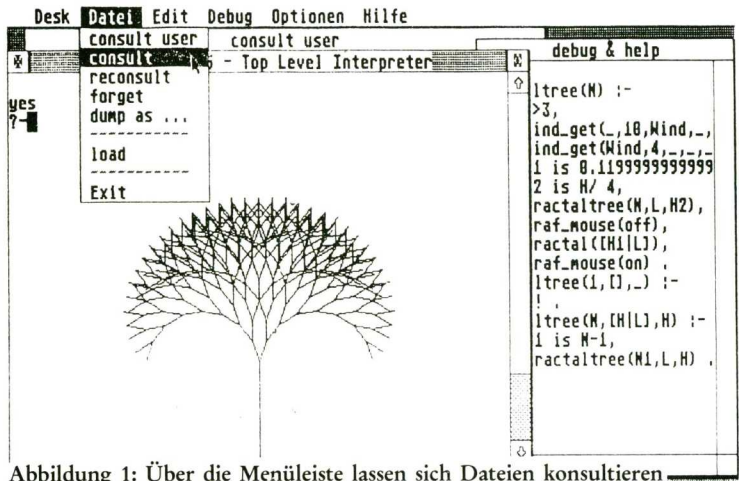 Desk Datei Edit Debug Optionen Hilfe
consult user
consult
reconsult
forget
dump as ...
load
Exit
consult user
- Top Level Interpreter
yes
?-
debug & help
ltree(N) :-
>3,
ind_get(_,10,Wind,_,
ind_get(Wind,4,_,_,_
1 is 0.1199999999999
2 is H/ 4,
ractaltree(N,L,H2),
raf_mouse(off),
ractal([H1|L]),
raf_mouse(on) .
ltree(1,[],_) :-
! .
ltree(N,[H|L],H) :-
1 is N-1,
ractaltree(N1,L,H) .
Abbildung 1: Über die Menüleiste lassen sich Dateien konsultieren